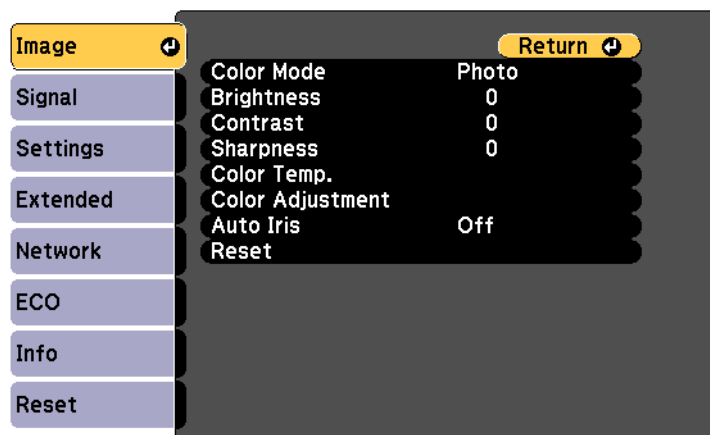 Image
Signal
Settings
Extended
Network
ECO
Info
Reset
Return
Color Mode Photo
Brightness 0
Contrast 0
Sharpness 0
Color Temp.
Color Adjustment
Auto Iris Off
Reset